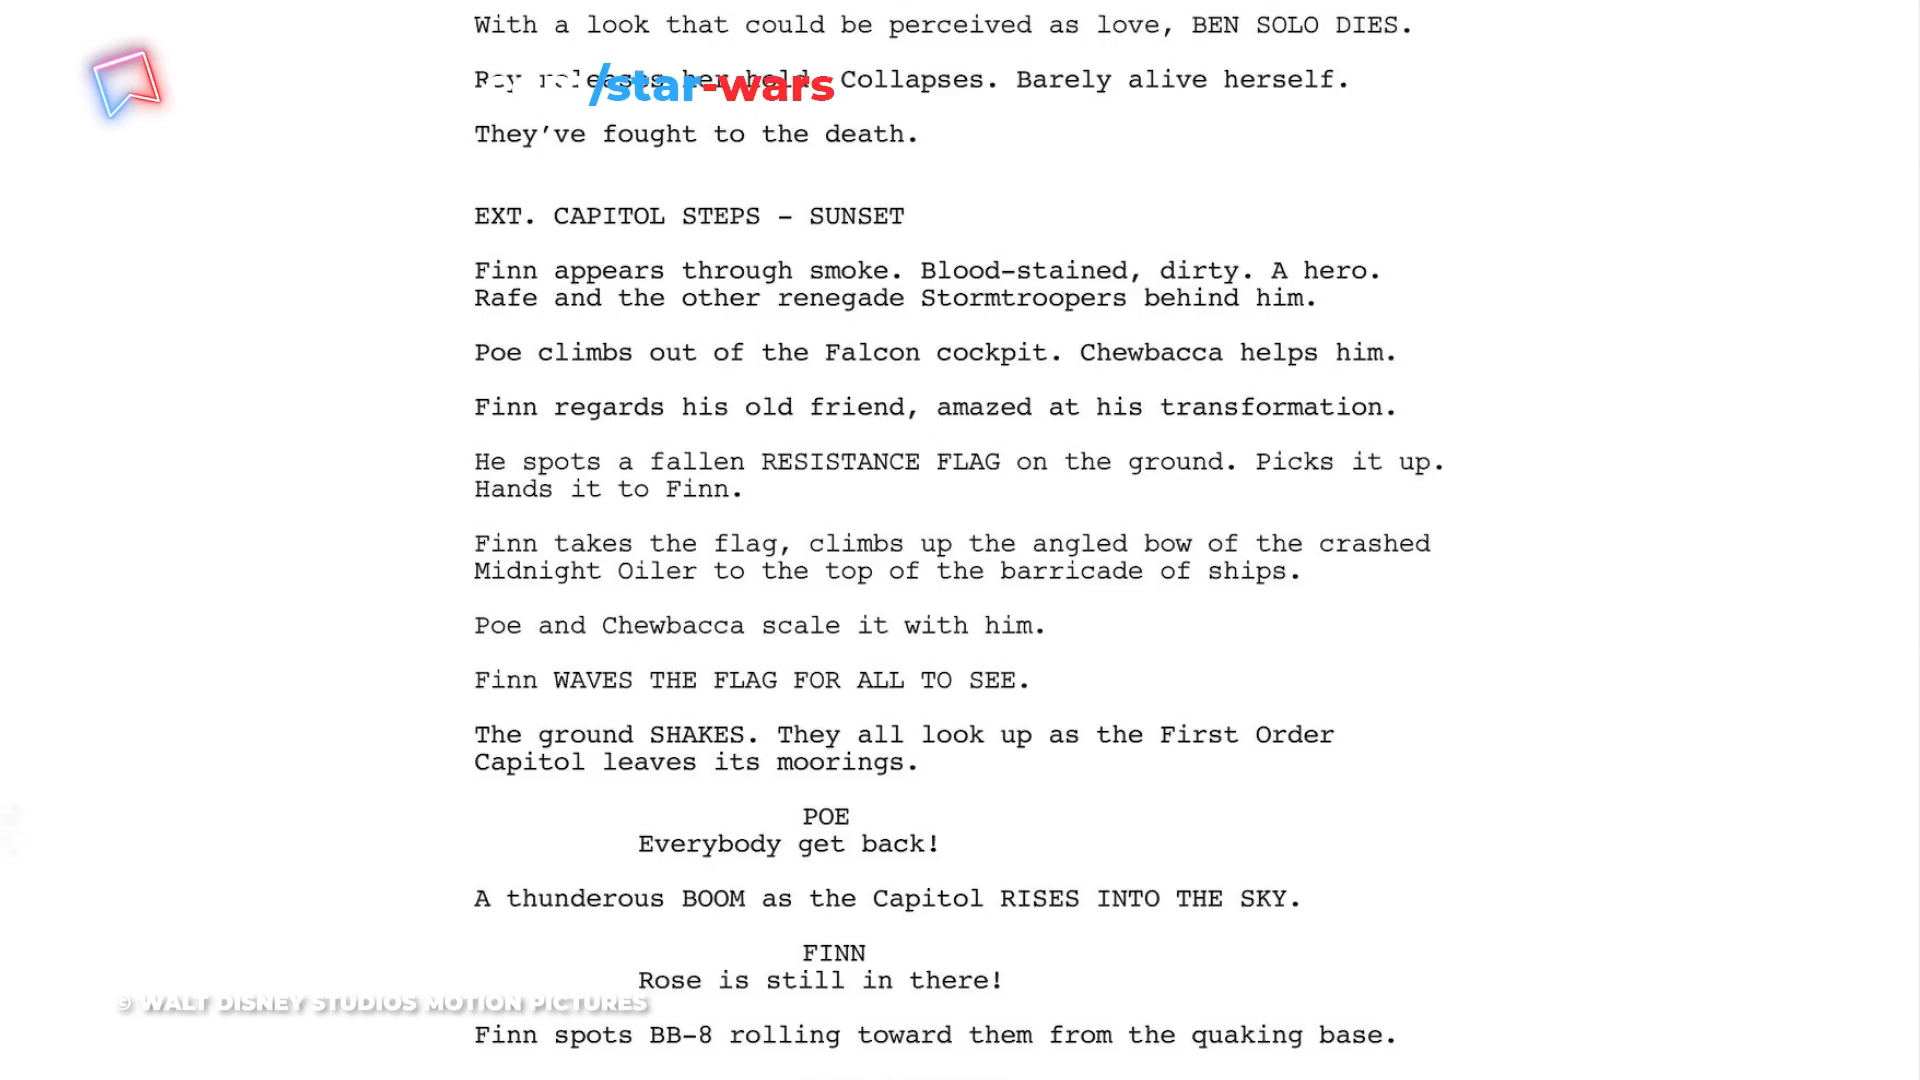 With a look that could be perceived as love, BEN SOLO DIES.
her hold. Collapses. Barely alive herself.
/star-wars
They’ve fought to the death.
EXT. CAPITOL STEPS – SUNSET
Finn appears through smoke. Blood-stained, dirty. A hero.
Rafe and the other renegade Stormtroopers behind him.
Poe climbs out of the Falcon cockpit. Chewbacca helps him.
Finn regards his old friend, amazed at his transformation.
He spots a fallen RESISTANCE FLAG on the ground. Picks it up.
Hands it to Finn.
Finn takes the flag, climbs up the angled bow of the crashed
Midnight Oiler to the top of the barricade of ships.
Poe and Chewbacca scale it with him.
Finn WAVES THE FLAG FOR ALL TO SEE.
The ground SHAKES. They all look up as the First Order
Capitol leaves its moorings.
POE
Everybody get back!
A thunderous BOOM as the Capitol RISES INTO THE SKY.
FINN
Rose is still in there!
© WALT DISNEY STUDIOS MOTION PICTURES
Finn spots BB-8 rolling toward them from the quaking base.